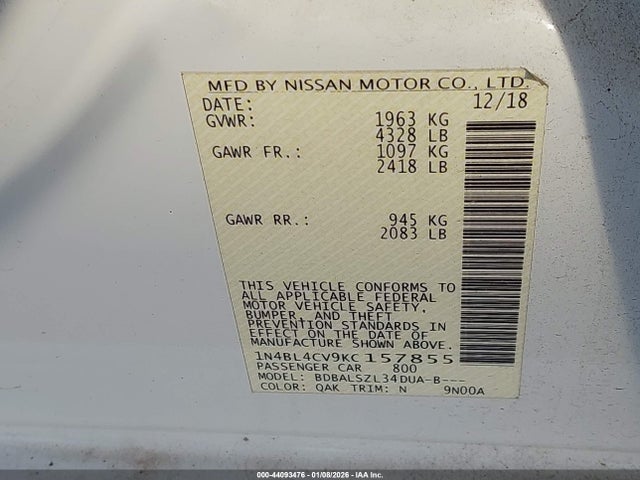 MFD BY NISSAN MOTOR CO., LTD.
DATE: 12/18
GVWR: 1963 KG
4328 LB
GAWR FR.: 1097 KG
2418 LB
GAWR RR.: 945 KG
2083 LB
THIS VEHICLE CONFORMS TO
ALL APPLICABLE FEDERAL
MOTOR VEHICLE SAFETY,
BUMPER, AND THEFT
PREVENTION STANDARDS IN
EFFECT ON THE DATE OF
MANUFACTURE SHOWN ABOVE.
1N4BL4CV9KC157855
PASSENGER CAR 800
MODEL: BDBALSZL34DUA-B---
COLOR: QAK TRIM: N 9N00A
000-44093476 - 01/08/2026 - IAA Inc.